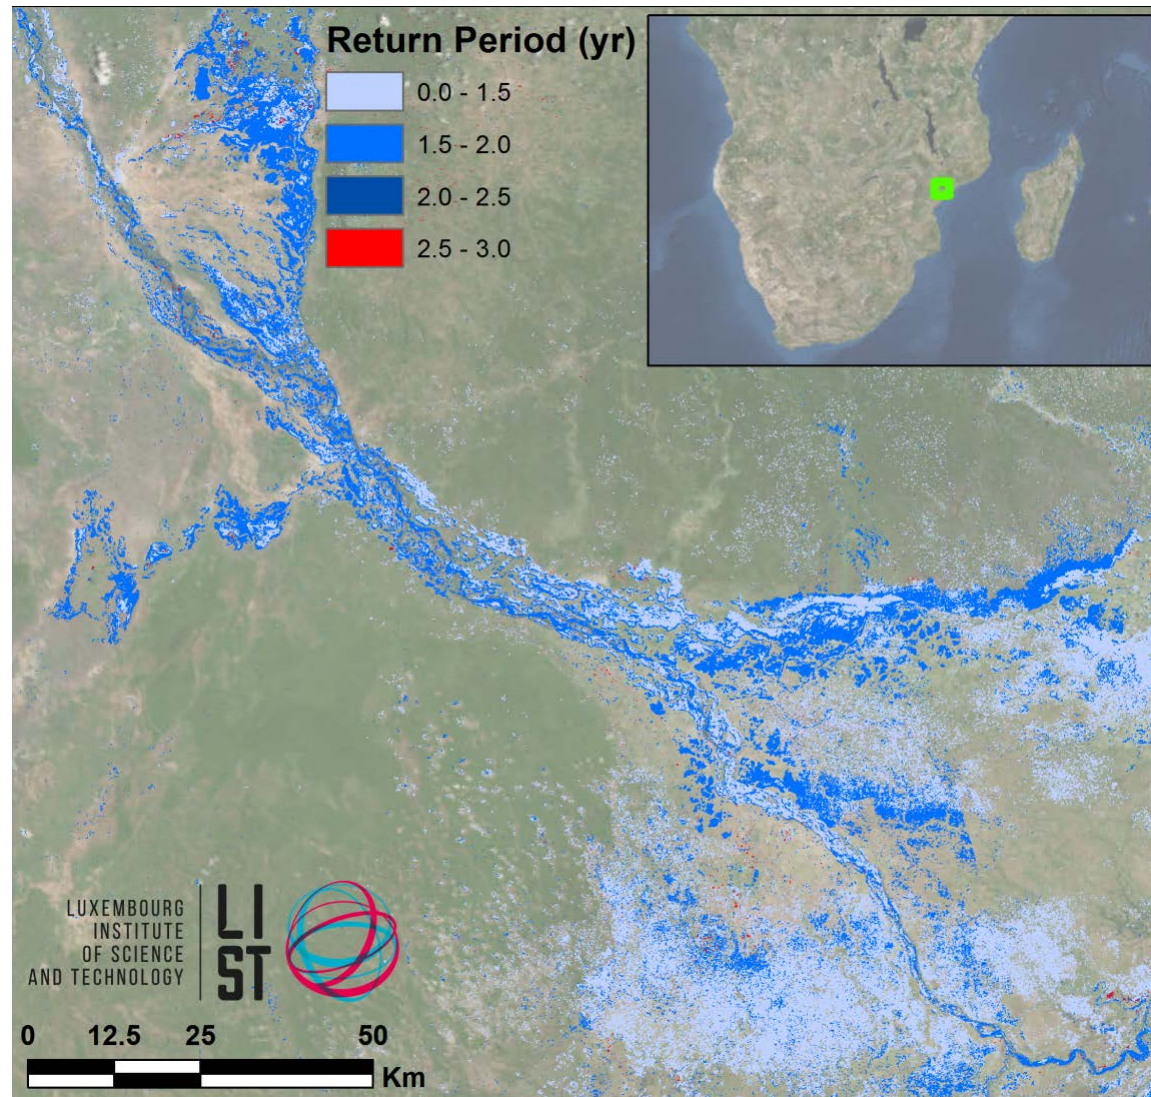 Return Period (yr)
0.0 - 1.5
1.5 - 2.0
2.0 - 2.5
2.5 - 3.0
LUXEMBOURG
INSTITUTE
OF SCIENCE
AND TECHNOLOGY
LI
ST
0 12.5 25 50
Km